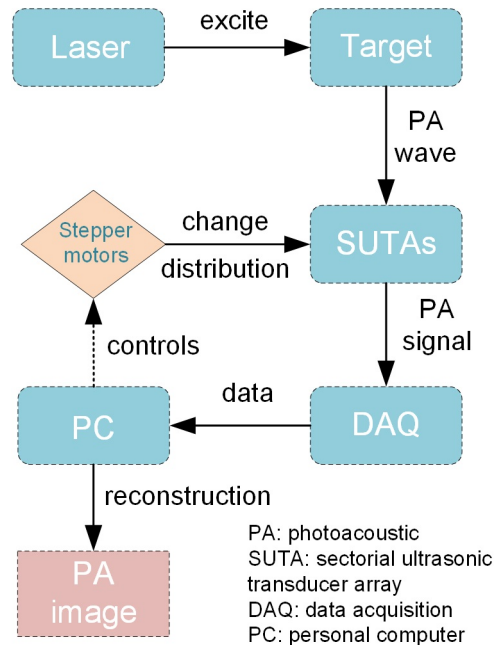 Laser
excite
Target
PA
wave
Stepper
motors
change
distribution
SUTAs
PA
signal
controls
PC
data
DAQ
reconstruction
PA
image
PA: photoacoustic
SUTA: sectorial ultrasonic
transducer array
DAQ: data acquisition
PC: personal computer